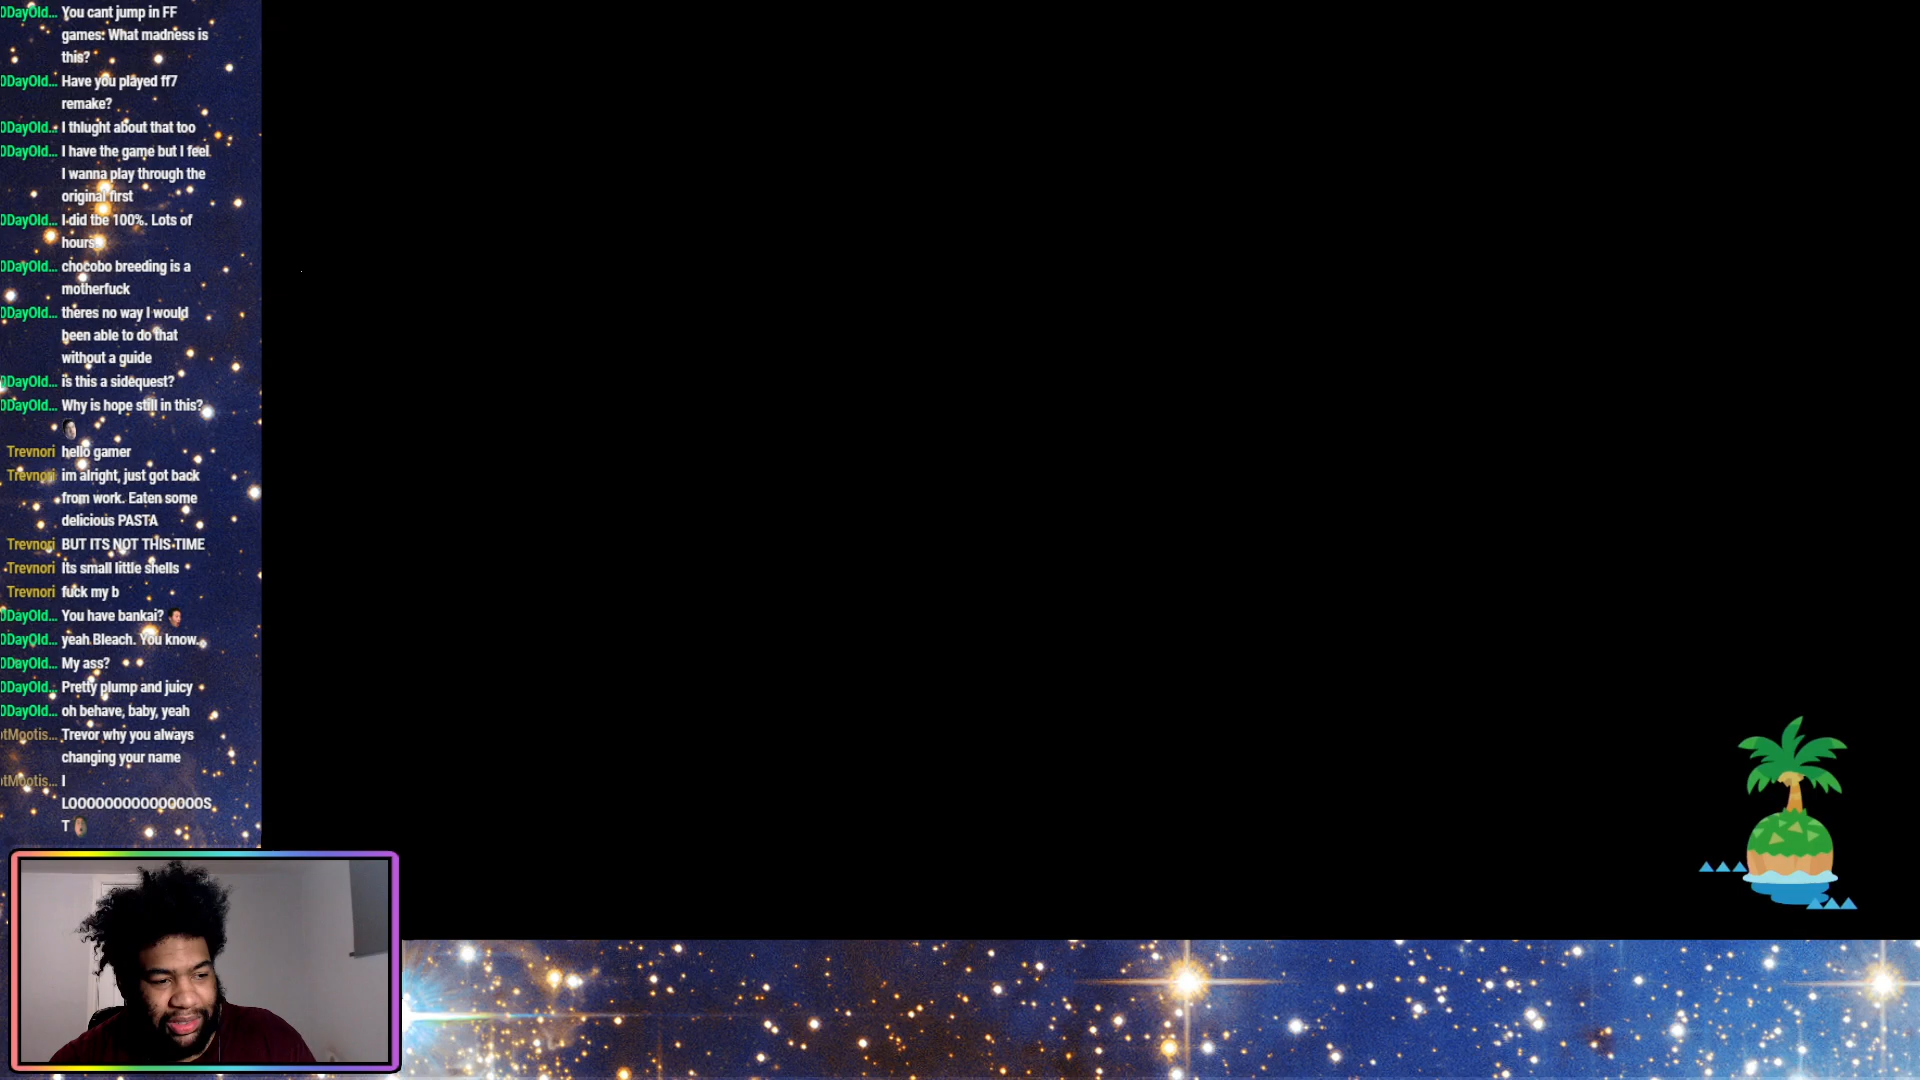 0DayOld... You cant jump in FF
games: What madness is
this?
0DayOld... Have you played ff7
remake?
0DayOld... I thlught about that too
0DayOld... I have the game but I feel
I wanna play through the
original first
0DayOld... I did tbe 100%. Lots of
hours
0DayOld... chocobo breeding is a
motherfuck
0DayOld... theres no way I would
been able to do that
without a guide
0DayOld... is this a sidequest?
0DayOld... Why is hope still in this?
Trevnori hello gamer
Trevnori im alright, just got back
from work. Eaten some
delicious PASTA
Trevnori BUT ITS NOT THIS TIME
Trevnori Its small little shells
Trevnori fuck my b
0DayOld... You have bankai?
0DayOld... yeah Bleach. You know.
0DayOld... My ass?
0DayOld... Pretty plump and juicy
0DayOld... oh behave, baby, yeah
otMootis... Trevor why you always
changing your name
otMootis... I
LOOOOOOOOOOOOOOOS
T